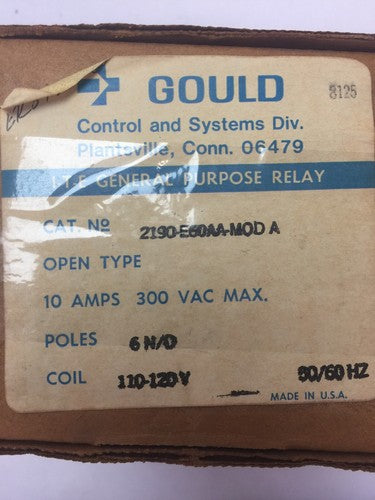 GOULD 8125
Control and Systems Div.
Plantsville, Conn. 06479
I-T-E GENERAL PURPOSE RELAY
CAT. Nº 2190-E60AA-MOD A
OPEN TYPE
10 AMPS 300 VAC MAX.
POLES 6 N/O
COIL 110-120V 50/60 HZ
MADE IN U.S.A.